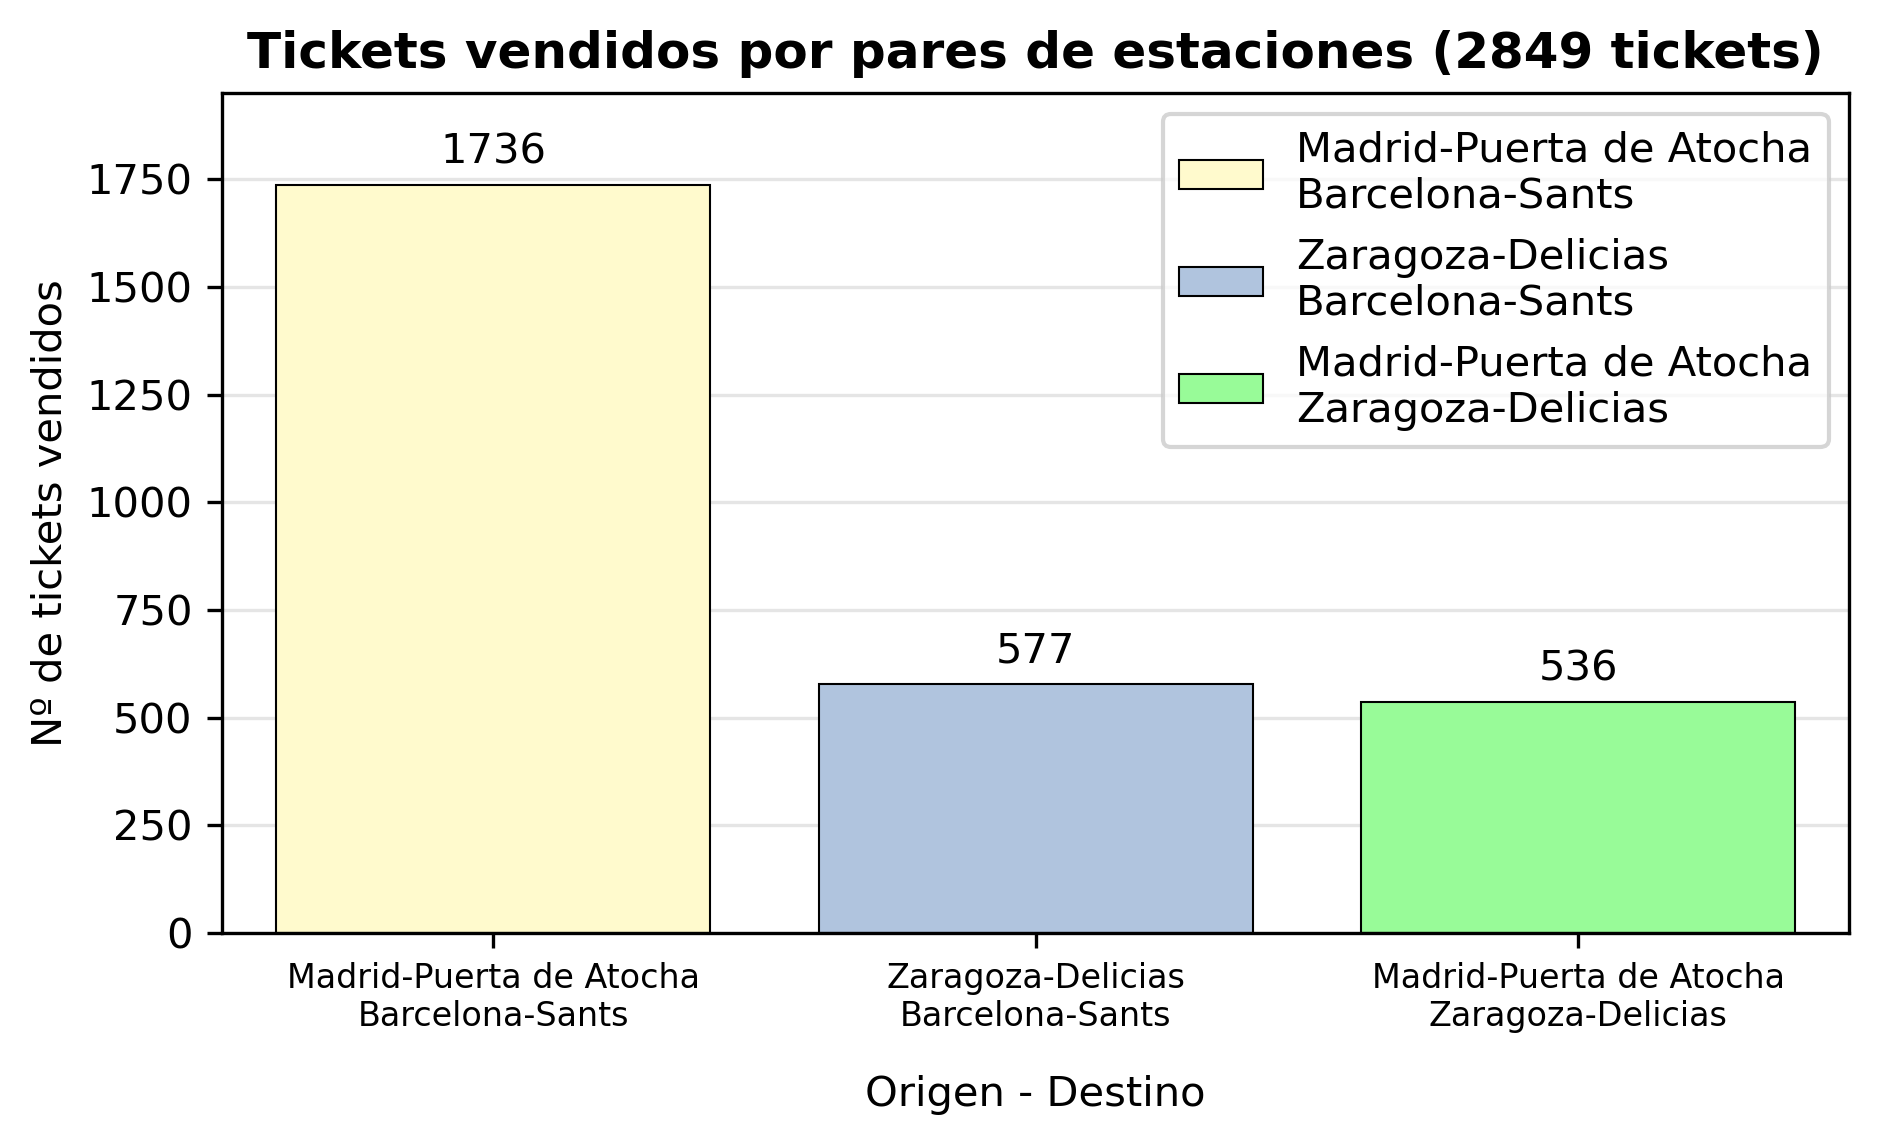 Tickets vendidos por pares de estaciones (2849 tickets)
Nº de tickets vendidos
1750
1500
1250
1000
750
500
250
0
1736
577
536
Madrid-Puerta de Atocha
Barcelona-Sants
Zaragoza-Delicias
Barcelona-Sants
Madrid-Puerta de Atocha
Zaragoza-Delicias
Madrid-Puerta de Atocha
Barcelona-Sants
Zaragoza-Delicias
Barcelona-Sants
Madrid-Puerta de Atocha
Zaragoza-Delicias
Origen - Destino